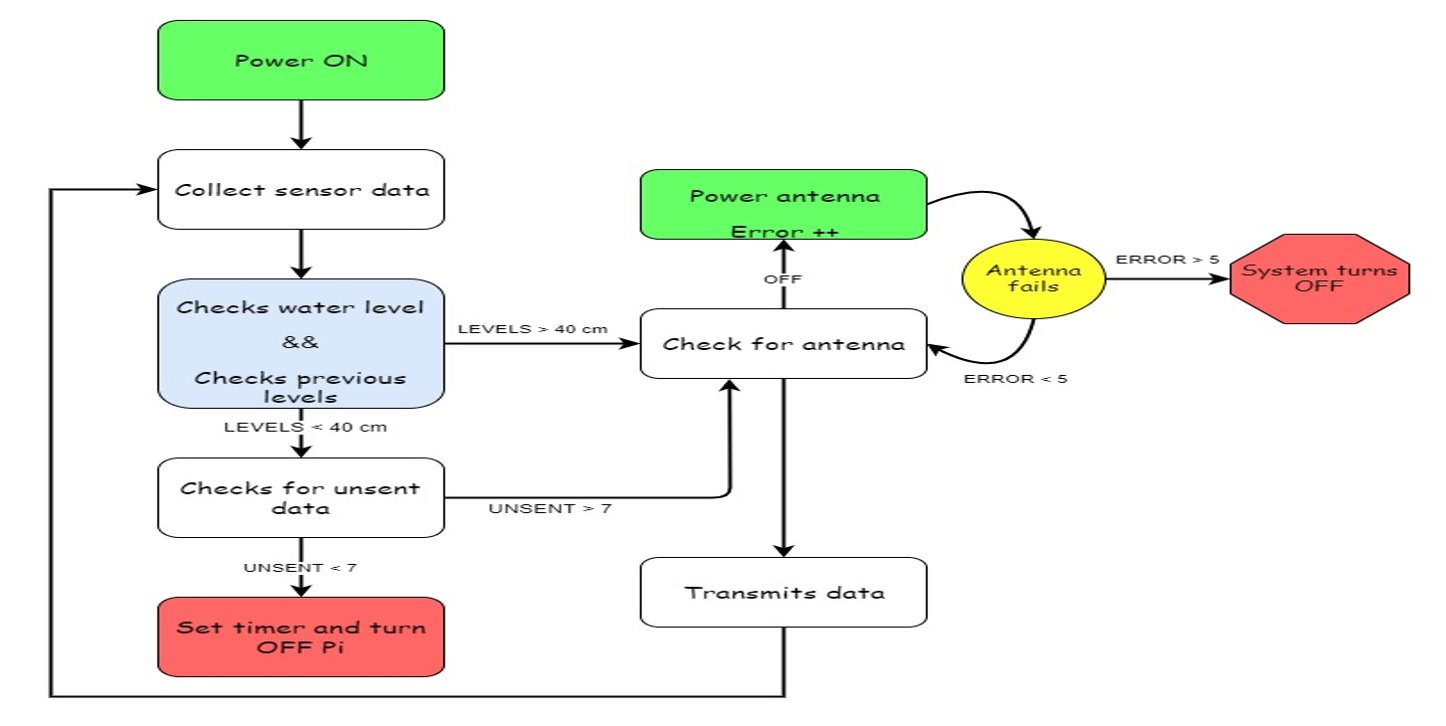 Power ON
Collect sensor data
Checks water level
&&
Checks previous
levels
LEVELS > 40 cm
LEVELS < 40 cm
Checks for unsent
data
UNSENT > 7
UNSENT < 7
Set timer and turn
OFF Pi
Power antenna
Error ++
OFF
Check for antenna
Transmits data
Antenna
fails
ERROR > 5
ERROR < 5
System turns
OFF